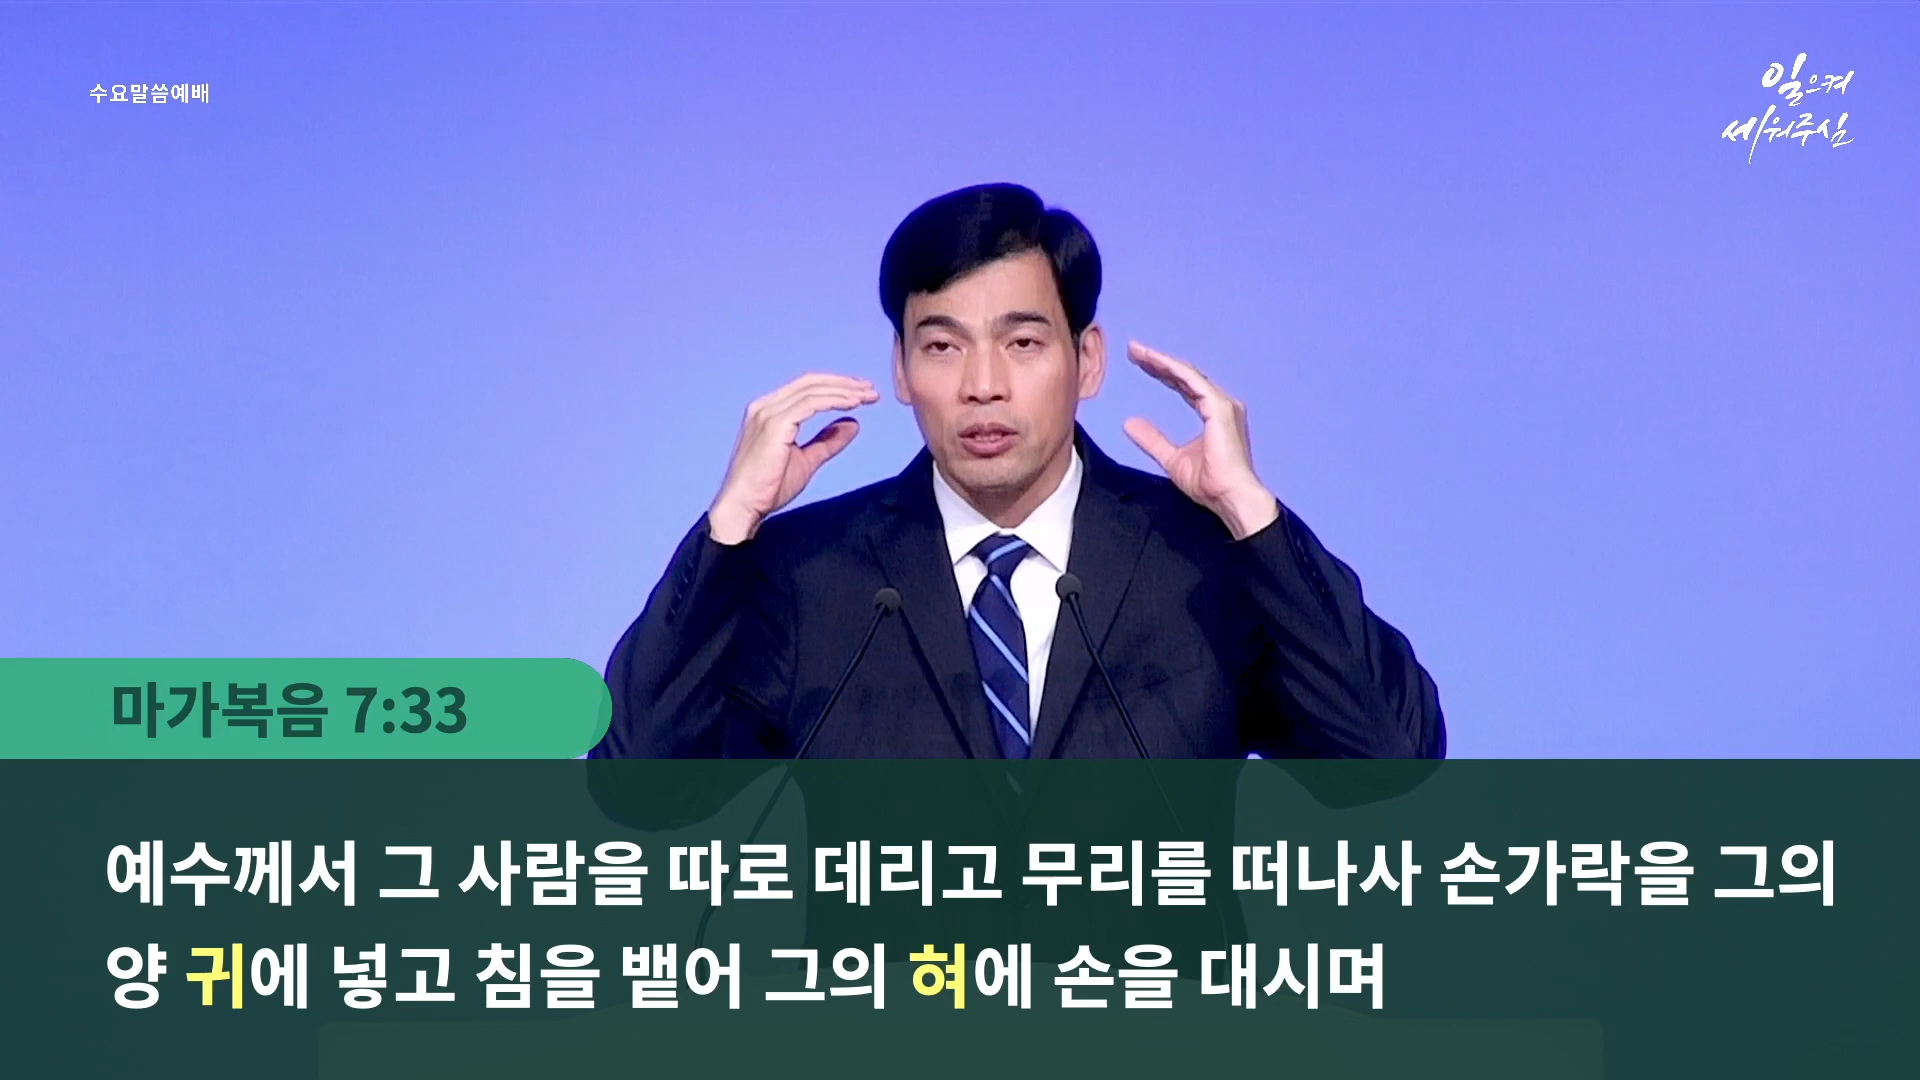 수요말씀예배
일으켜
세워주심
마가복음 7:33
예수께서 그 사람을 따로 데리고 무리를 떠나사 손가락을 그의
양 귀에 넣고 침을 뱉어 그의 혀에 손을 대시며